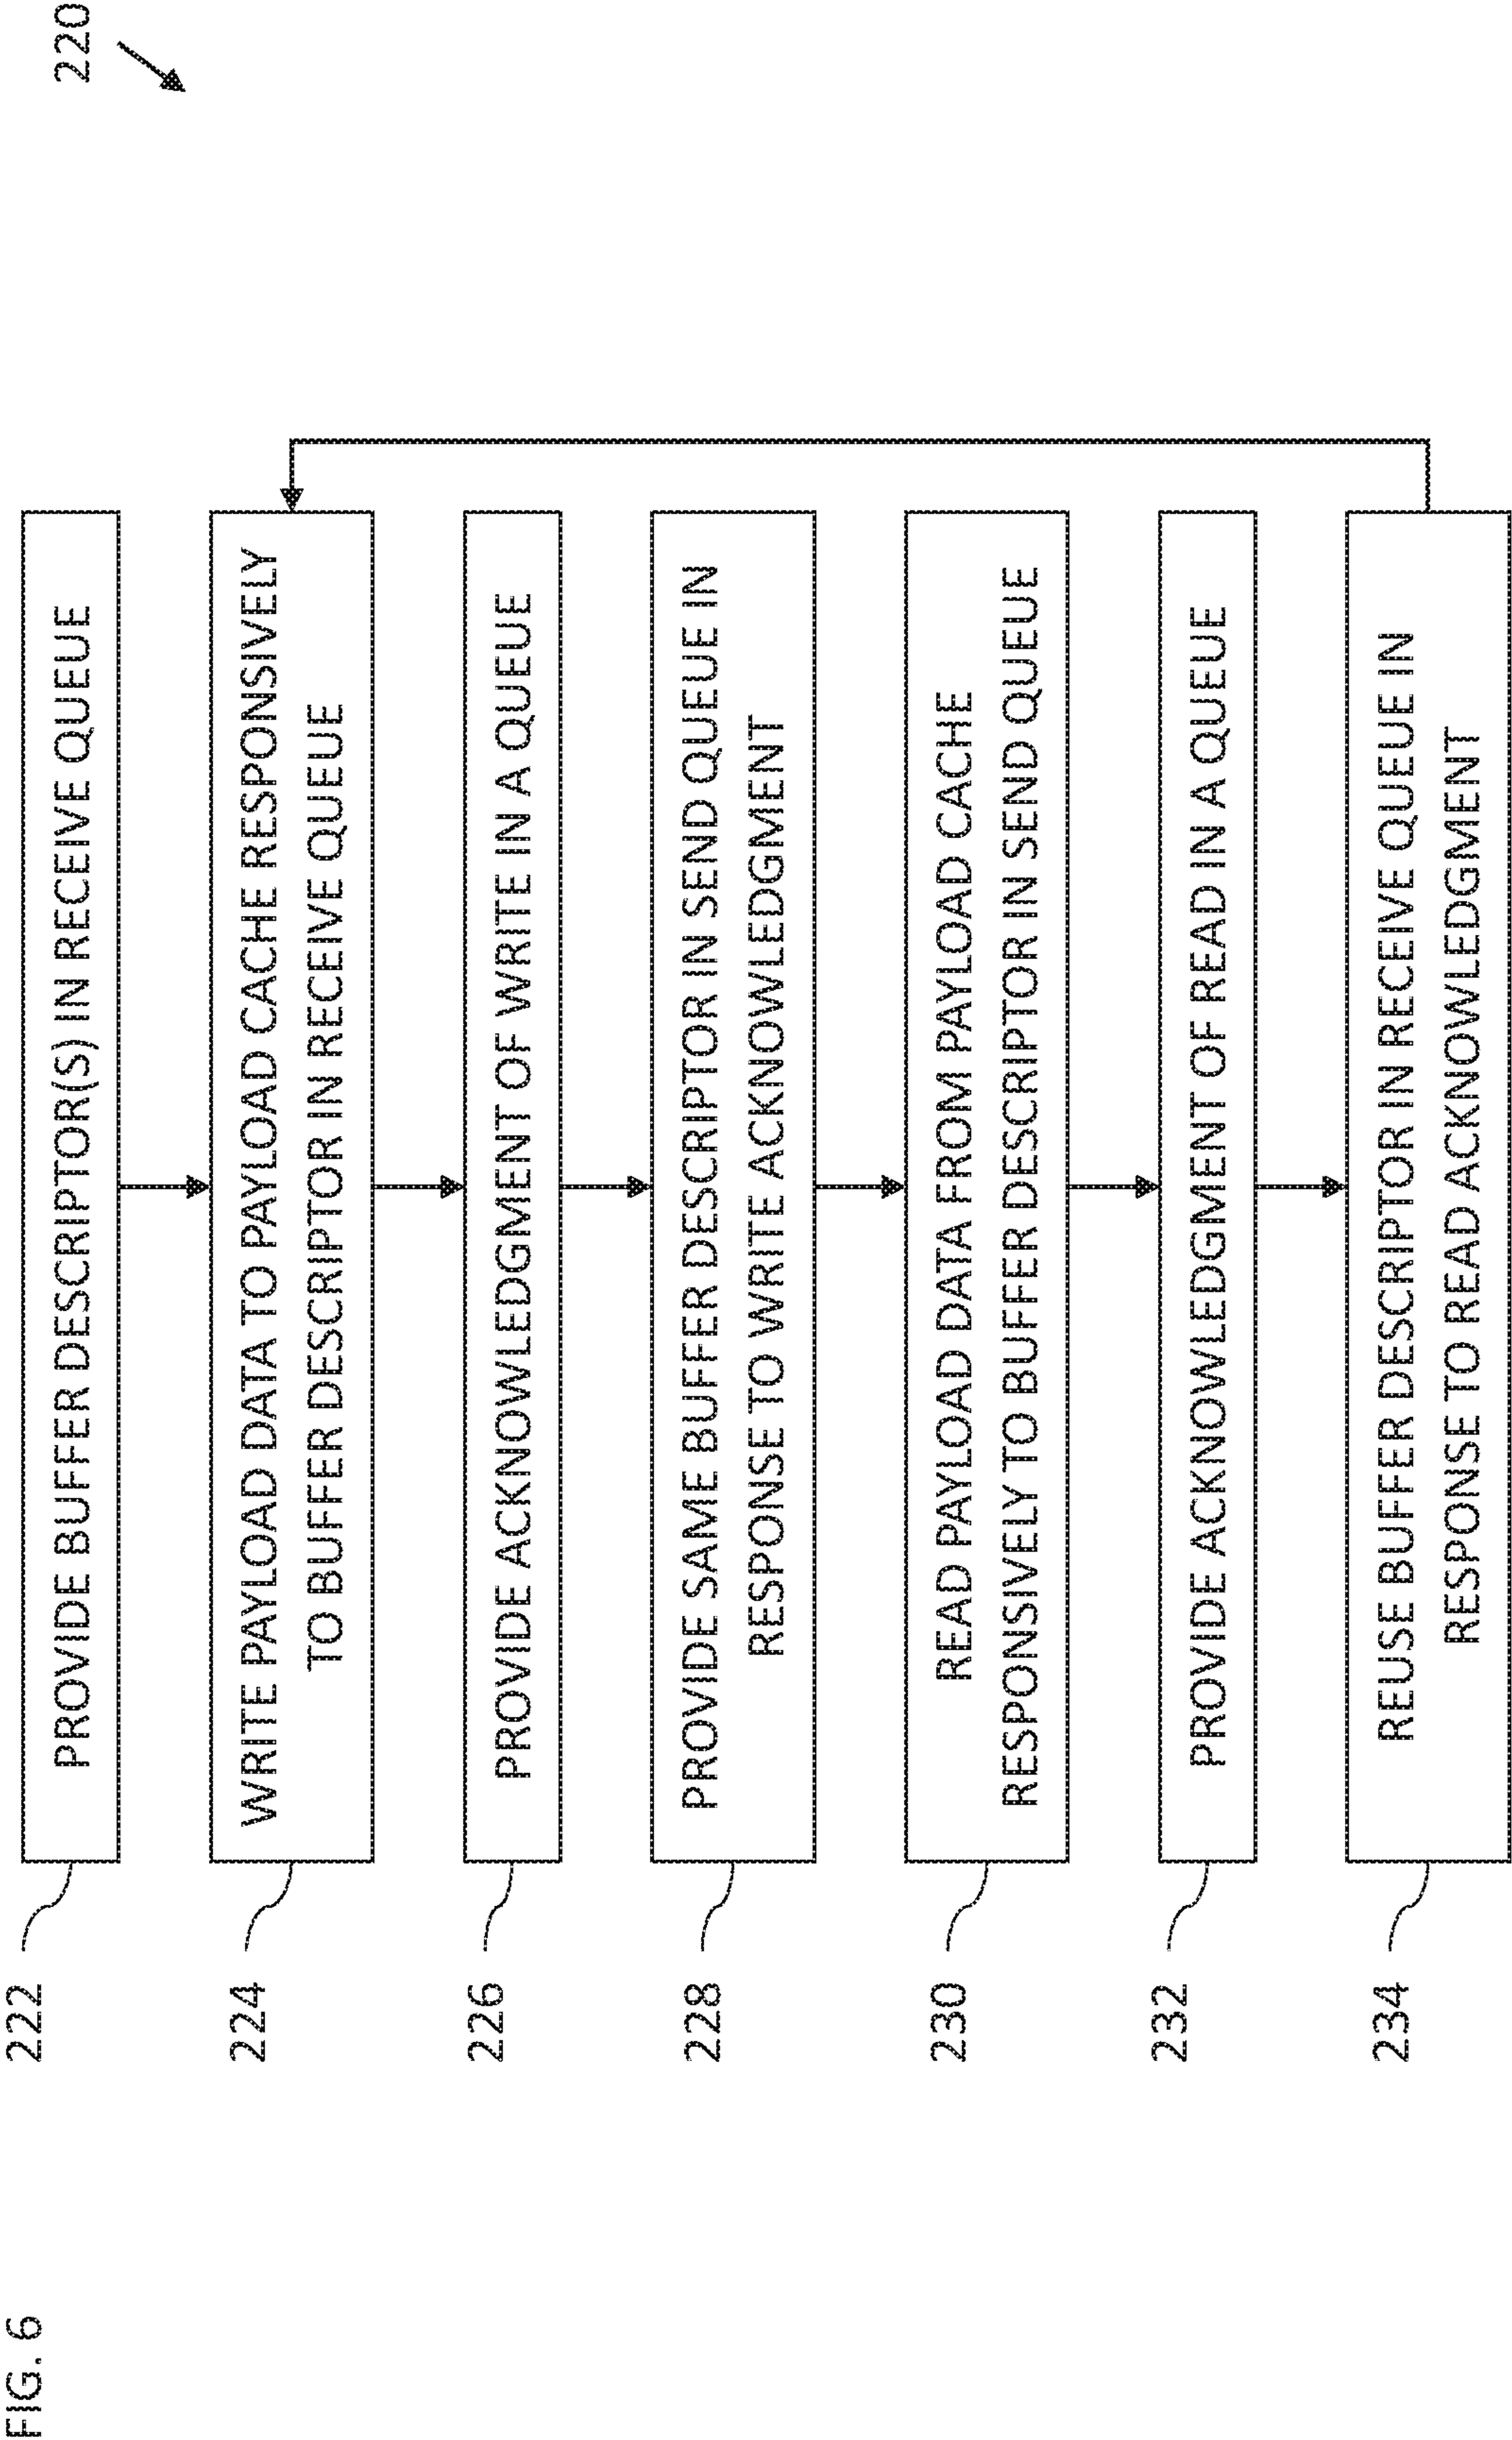 FIG. 6
220
222
PROVIDE BUFFER DESCRIPTOR(S) IN RECEIVE QUEUE
224
WRITE PAYLOAD DATA TO PAYLOAD CACHE RESPONSIVELY
TO BUFFER DESCRIPTOR IN RECEIVE QUEUE
226
PROVIDE ACKNOWLEDGMENT OF WRITE IN A QUEUE
228
PROVIDE SAME BUFFER DESCRIPTOR IN SEND QUEUE IN
RESPONSE TO WRITE ACKNOWLEDGMENT
230
READ PAYLOAD DATA FROM PAYLOAD CACHE
RESPONSIVELY TO BUFFER DESCRIPTOR IN SEND QUEUE
232
PROVIDE ACKNOWLEDGMENT OF READ IN A QUEUE
234
REUSE BUFFER DESCRIPTOR IN RECEIVE QUEUE IN
RESPONSE TO READ ACKNOWLEDGMENT